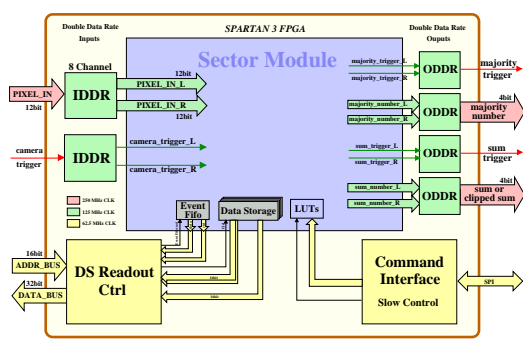 Double Data Rate
Inputs
SPARTAN 3 FPGA
Double Data Rate
Ouputs
8 Channel
Sector Module
12bit
PIXEL_IN
12bit
IDDR
PIXEL_IN_L
12bit
PIXEL_IN_R
majority_trigger_L
majority_trigger_R
ODDR
majority
trigger
majority_number_L
majority_number_R
ODDR
4bit
majority
number
camera
trigger
IDDR
camera_trigger_L
camera_trigger_R
sum_trigger_L
sum_trigger_R
ODDR
sum
trigger
sum_number_L
sum_number_R
ODDR
4bit
sum or
clipped sum
250 MHz CLK
125 MHz CLK
62.5 MHz CLK
Event
Fifo
Data Storage
LUTs
16bit
ADDR_BUS
32bit
DATA_BUS
DS Readout
Ctrl
Command
Interface
Slow Control
SPI